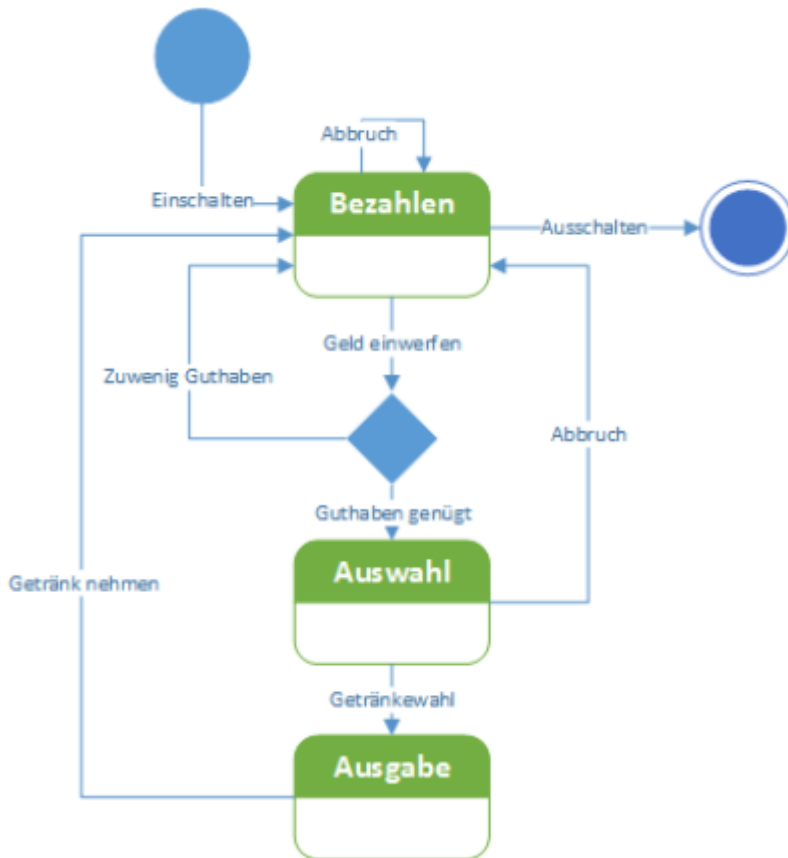 Abbruch
Einschalten
Bezahlen
Ausschalten
Geld einwerfen
Zuwenig Guthaben
Abbruch
Guthaben genügt
Auswahl
Getränk nehmen
Getränkewahl
Ausgabe